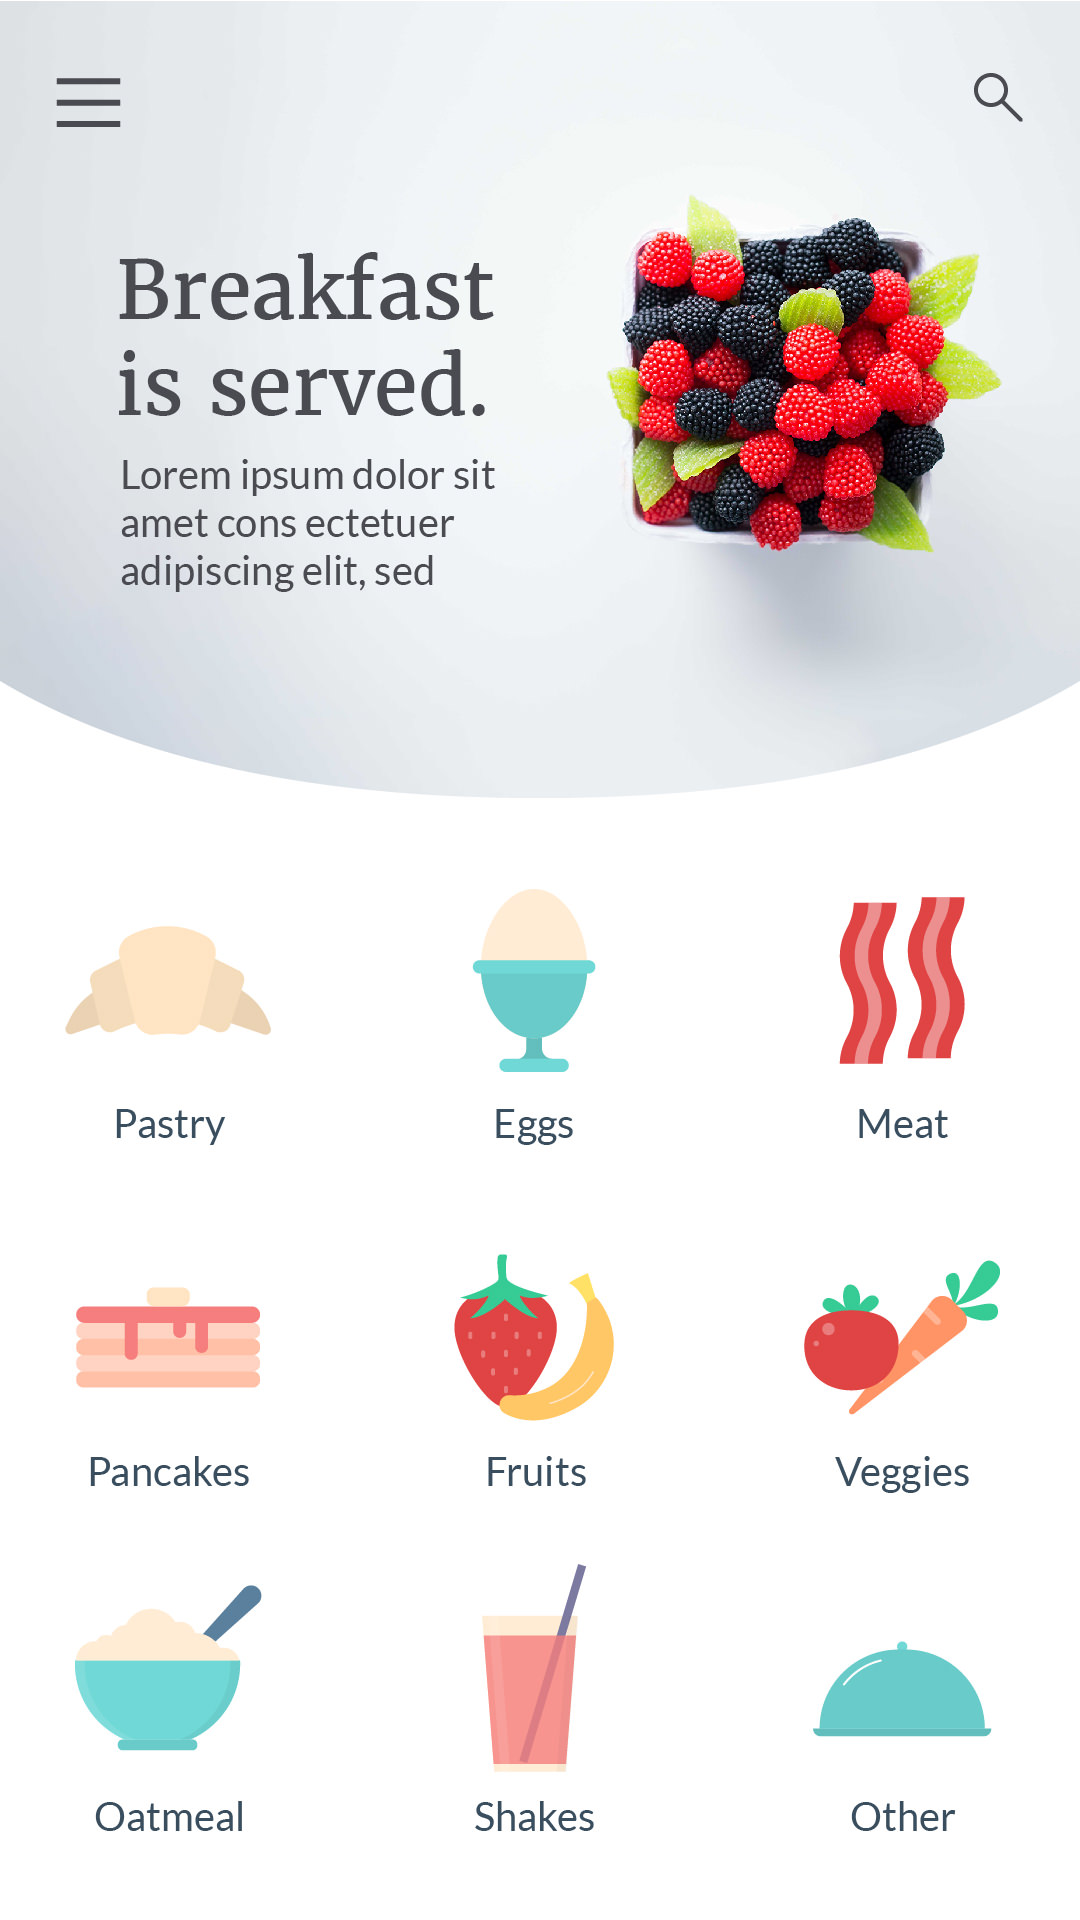 Breakfast
is served.
Lorem ipsum dolor sit
amet cons ectetuer
adipiscing elit, sed
Pastry
Eggs
Meat
Pancakes
Fruits
Veggies
Oatmeal
Shakes
Other